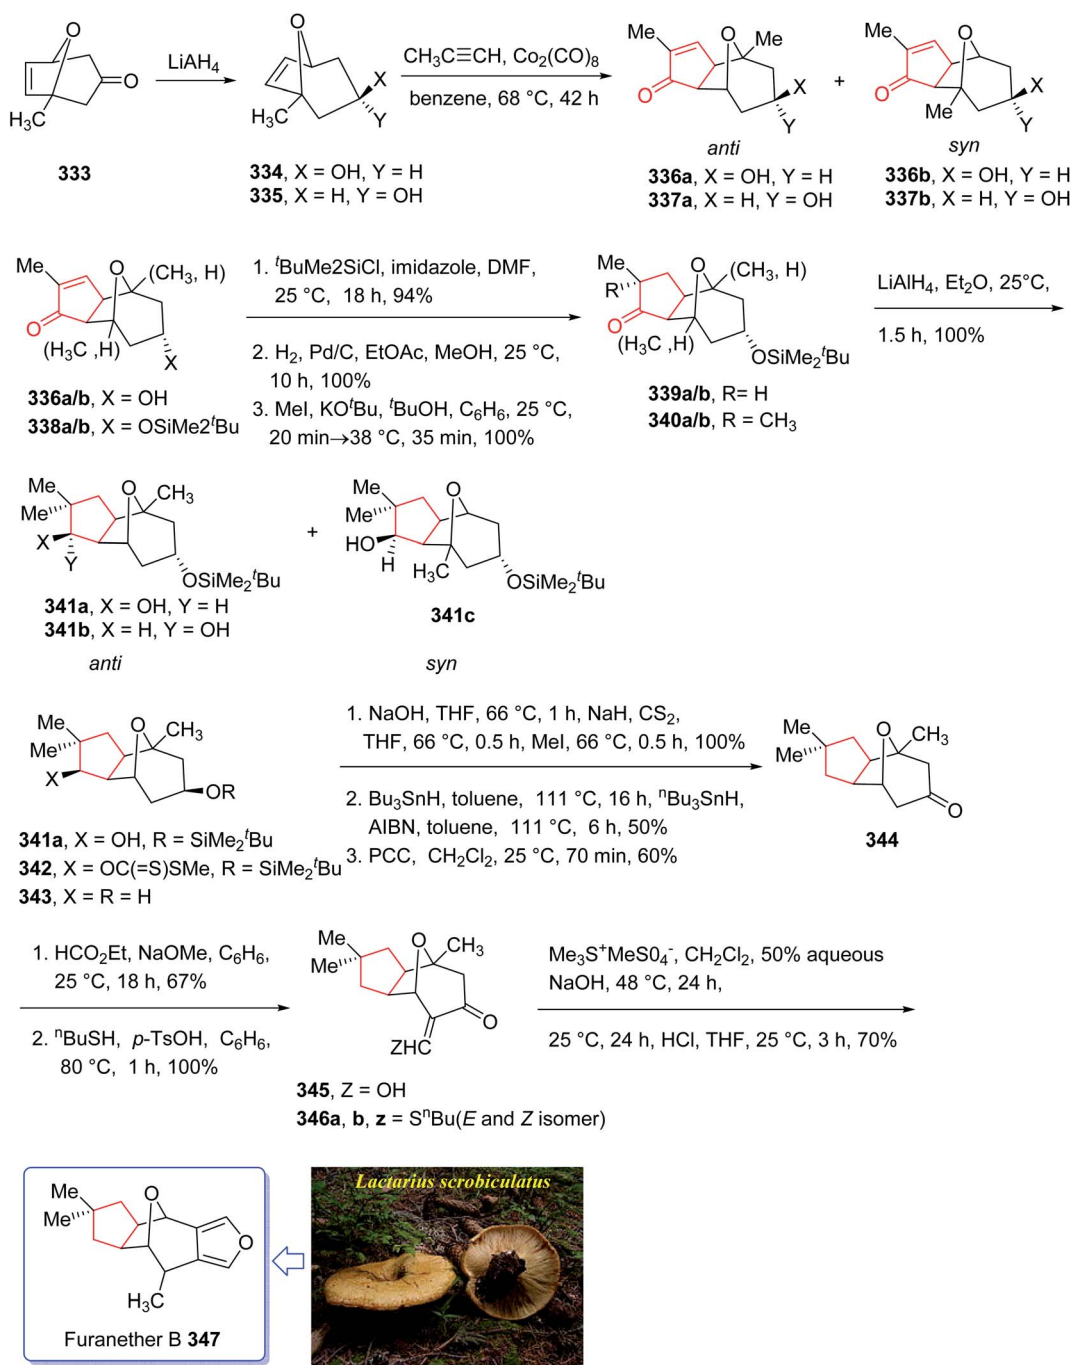 O
O
H₃C
333
LiAH₄
O
X
H₃C
Y
334, X = OH, Y = H
335, X = H, Y = OH
CH₃C≡CH, Co₂(CO)₈
benzene, 68 °C, 42 h
Me
O
Me
O
X
Y
anti
336a, X = OH, Y = H
337a, X = H, Y = OH
+
Me
O
O
Me
X
Y
syn
336b, X = OH, Y = H
337b, X = H, Y = OH
Me
O
(CH₃, H)
O
(H₃C ,H)
X
336a/b, X = OH
338a/b, X = OSiMe2ᵗBu
1. ᵗBuMe2SiCl, imidazole, DMF,
25 °C, 18 h, 94%
2. H₂, Pd/C, EtOAc, MeOH, 25 °C,
10 h, 100%
3. MeI, KOᵗBu, ᵗBuOH, C₆H₆, 25 °C,
20 min→38 °C, 35 min, 100%
Me
O
(CH₃, H)
R
O
(H₃C ,H)
OSiMe₂ᵗBu
339a/b, R= H
340a/b, R = CH₃
LiAlH₄, Et₂O, 25°C,
1.5 h, 100%
Me
O
CH₃
Me
X
Y
OSiMe₂ᵗBu
341a, X = OH, Y = H
341b, X = H, Y = OH
anti
+
Me
O
Me
HO
H
H₃C
OSiMe₂ᵗBu
341c
syn
Me
O
CH₃
Me
X
OR
341a, X = OH, R = SiMe₂ᵗBu
342, X = OC(=S)SMe, R = SiMe₂ᵗBu
343, X = R = H
1. NaOH, THF, 66 °C, 1 h, NaH, CS₂,
THF, 66 °C, 0.5 h, MeI, 66 °C, 0.5 h, 100%
2. Bu₃SnH, toluene, 111 °C, 16 h, ⁿBu₃SnH,
AIBN, toluene, 111 °C, 6 h, 50%
3. PCC, CH₂Cl₂, 25 °C, 70 min, 60%
Me
O
CH₃
Me
O
344
1. HCO₂Et, NaOMe, C₆H₆,
25 °C, 18 h, 67%
2. ⁿBuSH, p-TsOH, C₆H₆,
80 °C, 1 h, 100%
Me
O
CH₃
Me
O
ZHC
345, Z = OH
346a, b, z = SⁿBu(E and Z isomer)
Me₃S⁺MeS0₄⁻, CH₂Cl₂, 50% aqueous
NaOH, 48 °C, 24 h,
25 °C, 24 h, HCl, THF, 25 °C, 3 h, 70%
Me
O
Me
O
H₃C
Furanether B 347
Lactarius scrobiculatus